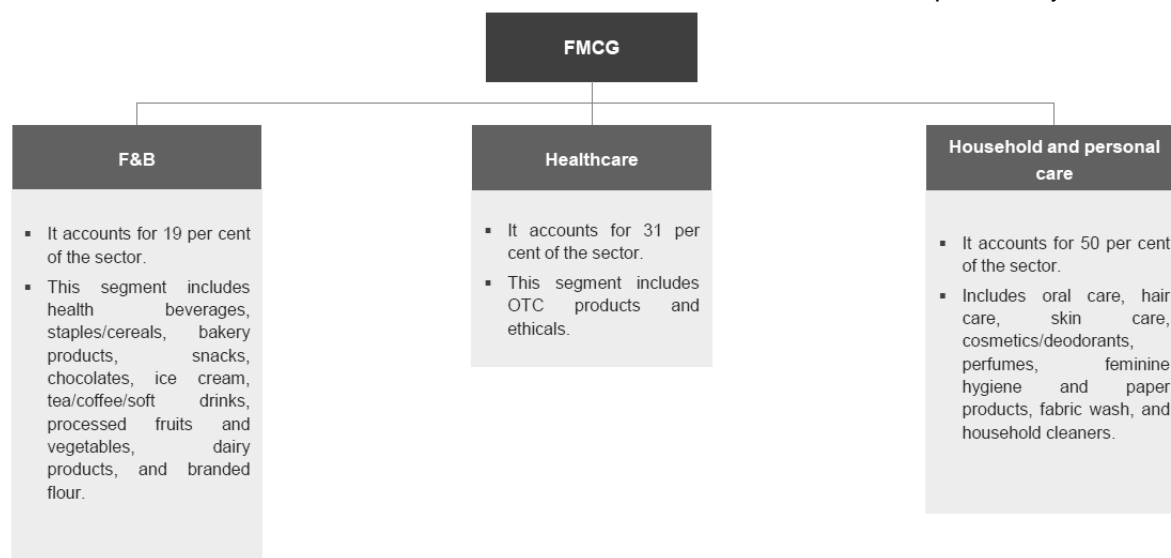 FMCG
F&B
▪ It accounts for 19 per cent
of the sector.
▪ This segment includes
health beverages,
staples/cereals, bakery
products, snacks,
chocolates, ice cream,
tea/coffee/soft drinks,
processed fruits and
vegetables, dairy
products, and branded
flour.
Healthcare
▪ It accounts for 31 per
cent of the sector.
▪ This segment includes
OTC products and
ethicals.
Household and personal
care
▪ It accounts for 50 per cent
of the sector.
▪ Includes oral care, hair
care, skin care,
cosmetics/deodorants,
perfumes, feminine
hygiene and paper
products, fabric wash, and
household cleaners.